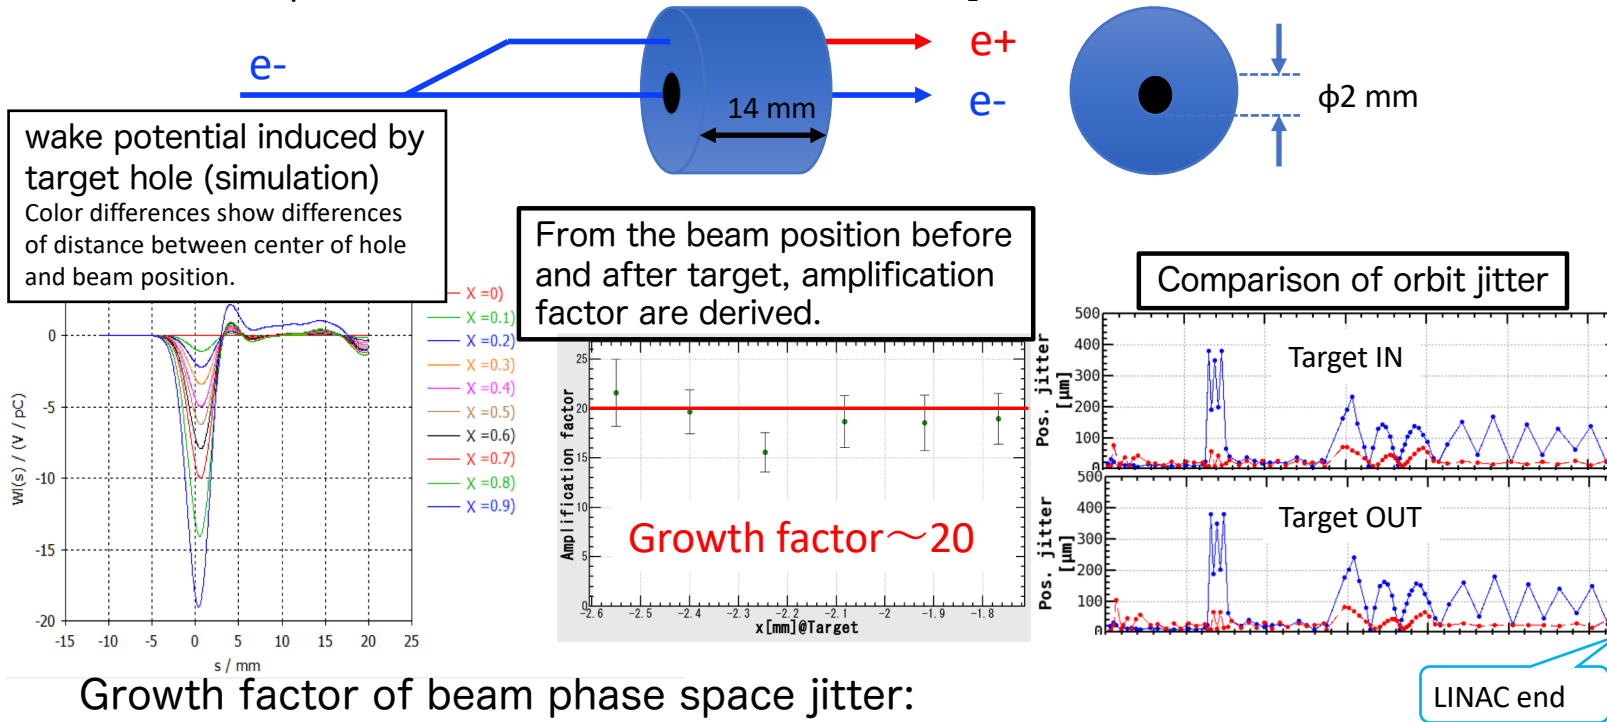 e-
e+
e-
14 mm
ϕ2 mm
wake potential induced by
target hole (simulation)
Color differences show differences
of distance between center of hole
and beam position.
X =0)
X =0.1)
X =0.2)
X =0.3)
X =0.4)
X =0.5)
X =0.6)
X =0.7)
X =0.8)
X =0.9)
Wl(s) / (V / pC)
0
-5
-10
-15
-20
-15
-10
-5
0
5
10
15
20
25
s / mm
From the beam position before
and after target, amplification
factor are derived.
Amplification factor
25
20
15
10
5
0
Growth factor～20
-2.6
-2.5
-2.4
-2.3
-2.2
-2.1
-2
-1.9
-1.8
x[mm]@Target
Comparison of orbit jitter
Pos. jitter
[μm]
500
400
300
200
100
0
Target IN
Pos. jitter
[μm]
500
400
300
200
100
0
Target OUT
LINAC end
Growth factor of beam phase space jitter: